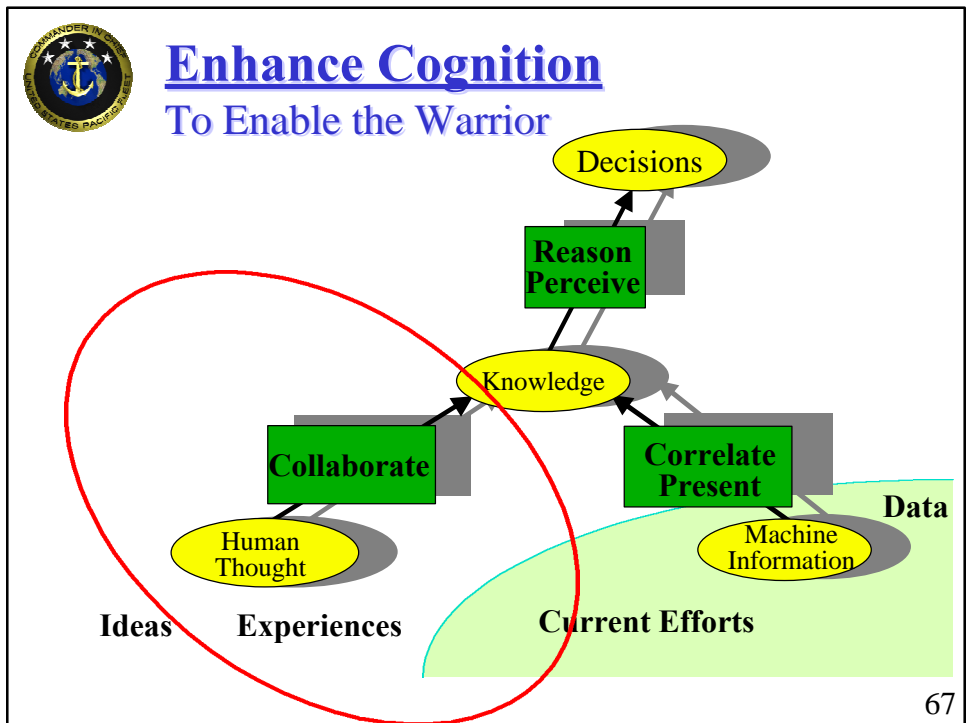 COMMANDER IN CHIEF
UNITED STATES PACIFIC FLEET
Enhance Cognition
To Enable the Warrior
Decisions
Reason
Perceive
Knowledge
Collaborate
Correlate
Present
Data
Human
Thought
Machine
Information
Ideas
Experiences
Current Efforts
67